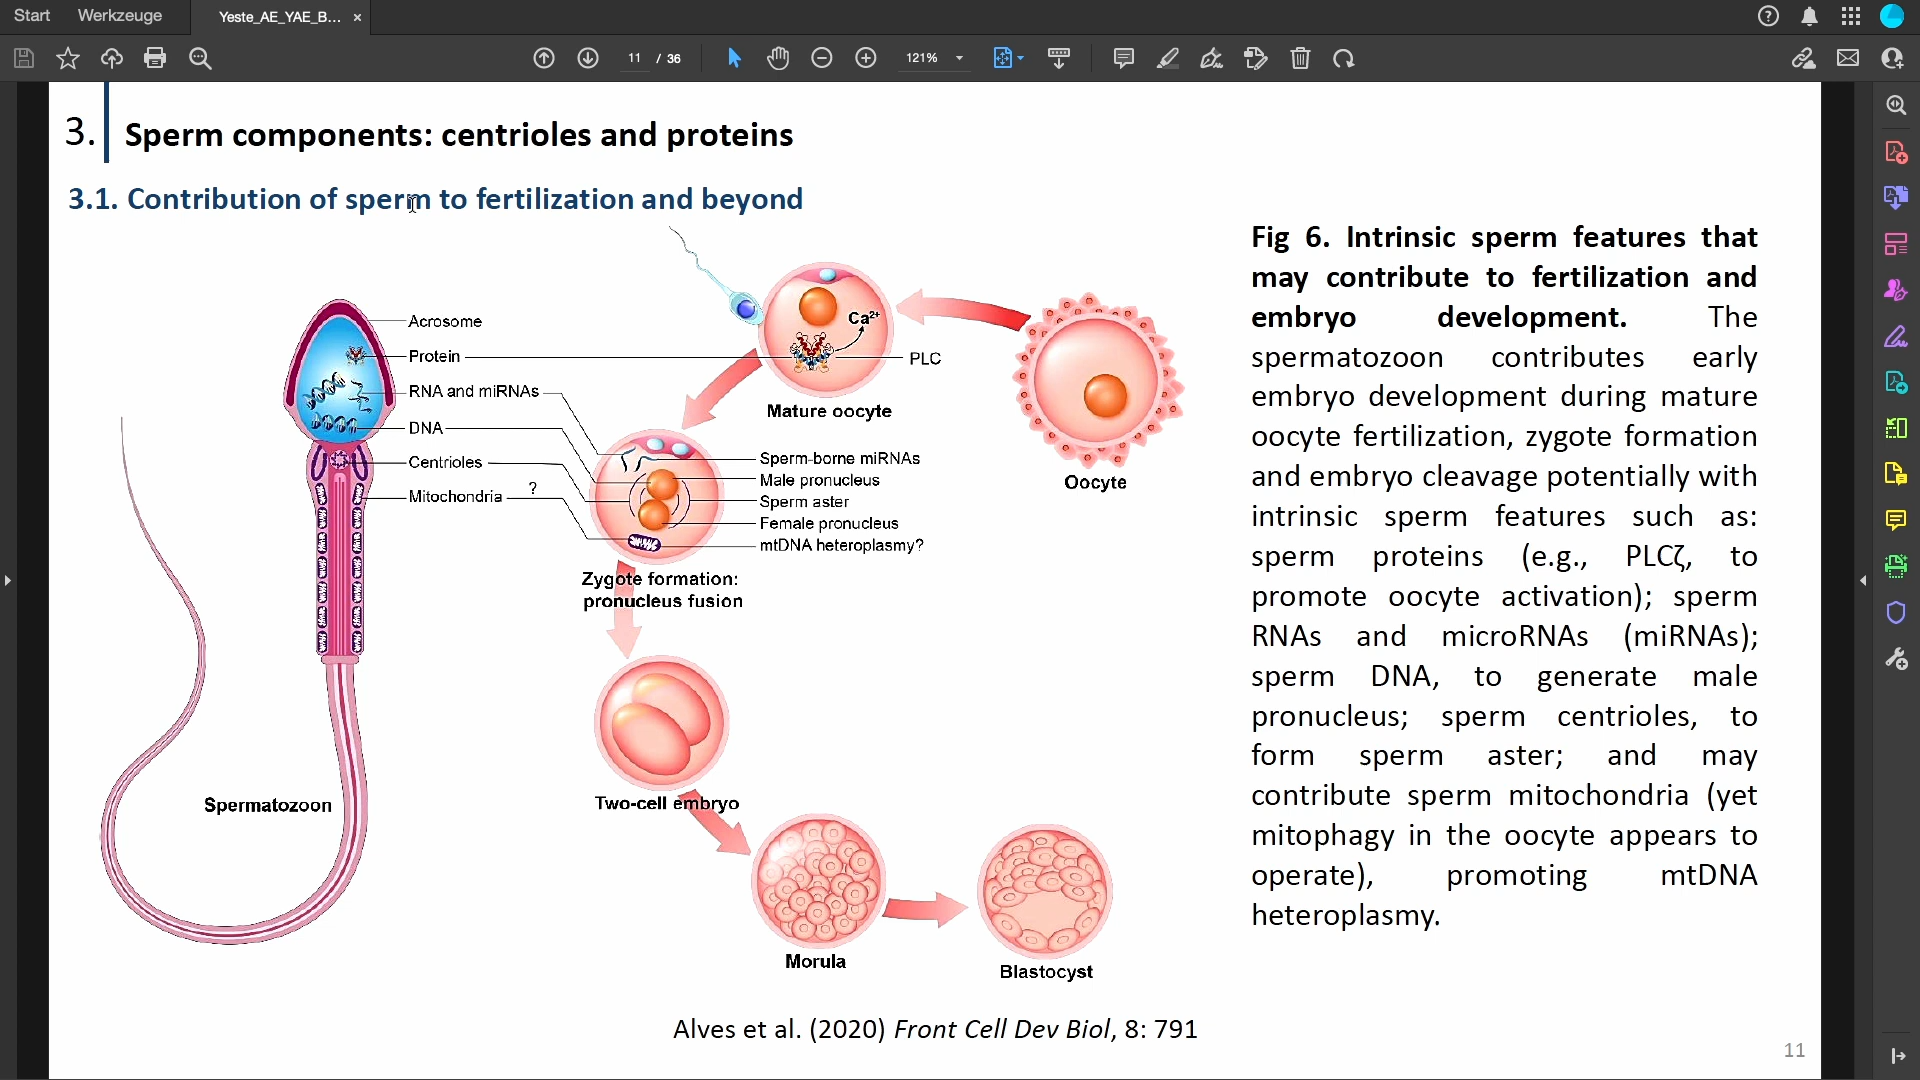 Start
Werkzeuge
Yeste_AE_YAE_B... ×
11 / 36
121%
3.
Sperm components: centrioles and proteins
3.1. Contribution of sperm to fertilization and beyond
Acrosome
Protein
RNA and miRNAs
DNA
Centrioles
Mitochondria
?
Spermatozoon
Ca²⁺
PLC
Mature oocyte
Oocyte
Sperm-borne miRNAs
Male pronucleus
Sperm aster
Female pronucleus
mtDNA heteroplasmy?
Zygote formation:
pronucleus fusion
Two-cell embryo
Morula
Blastocyst
Fig 6. Intrinsic sperm features that
may contribute to fertilization and
embryo development. The
spermatozoon contributes early
embryo development during mature
oocyte fertilization, zygote formation
and embryo cleavage potentially with
intrinsic sperm features such as:
sperm proteins (e.g., PLCζ, to
promote oocyte activation); sperm
RNAs and microRNAs (miRNAs);
sperm DNA, to generate male
pronucleus; sperm centrioles, to
form sperm aster; and may
contribute sperm mitochondria (yet
mitophagy in the oocyte appears to
operate), promoting mtDNA
heteroplasmy.
Alves et al. (2020) Front Cell Dev Biol, 8: 791
11